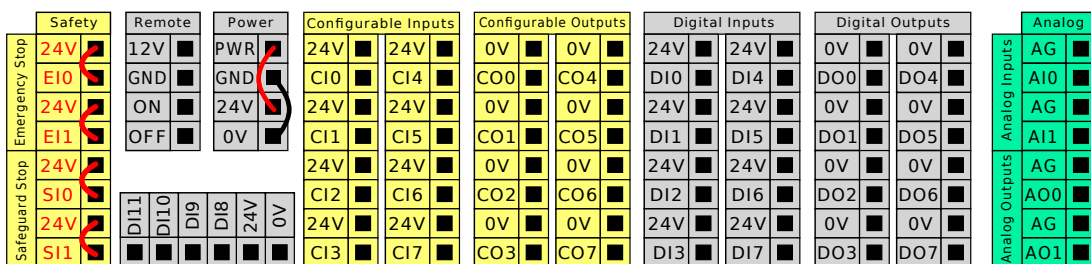 Safety
Remote
Power
Configurable Inputs
Configurable Outputs
Digital Inputs
Digital Outputs
Analog
Emergency Stop
24V
EI0
24V
EI1
Safeguard Stop
24V
SI0
24V
SI1
12V
GND
ON
OFF
PWR
GND
24V
0V
DI11
DI10
DI9
DI8
24V
0V
24V 24V
CI0 CI4
24V 24V
CI1 CI5
24V 24V
CI2 CI6
24V 24V
CI3 CI7
0V 0V
CO0 CO4
0V 0V
CO1 CO5
0V 0V
CO2 CO6
0V 0V
CO3 CO7
24V 24V
DI0 DI4
24V 24V
DI1 DI5
24V 24V
DI2 DI6
24V 24V
DI3 DI7
0V 0V
DO0 DO4
0V 0V
DO1 DO5
0V 0V
DO2 DO6
0V 0V
DO3 DO7
Analog Inputs
AG
AI0
AG
AI1
Analog Outputs
AG
AO0
AG
AO1